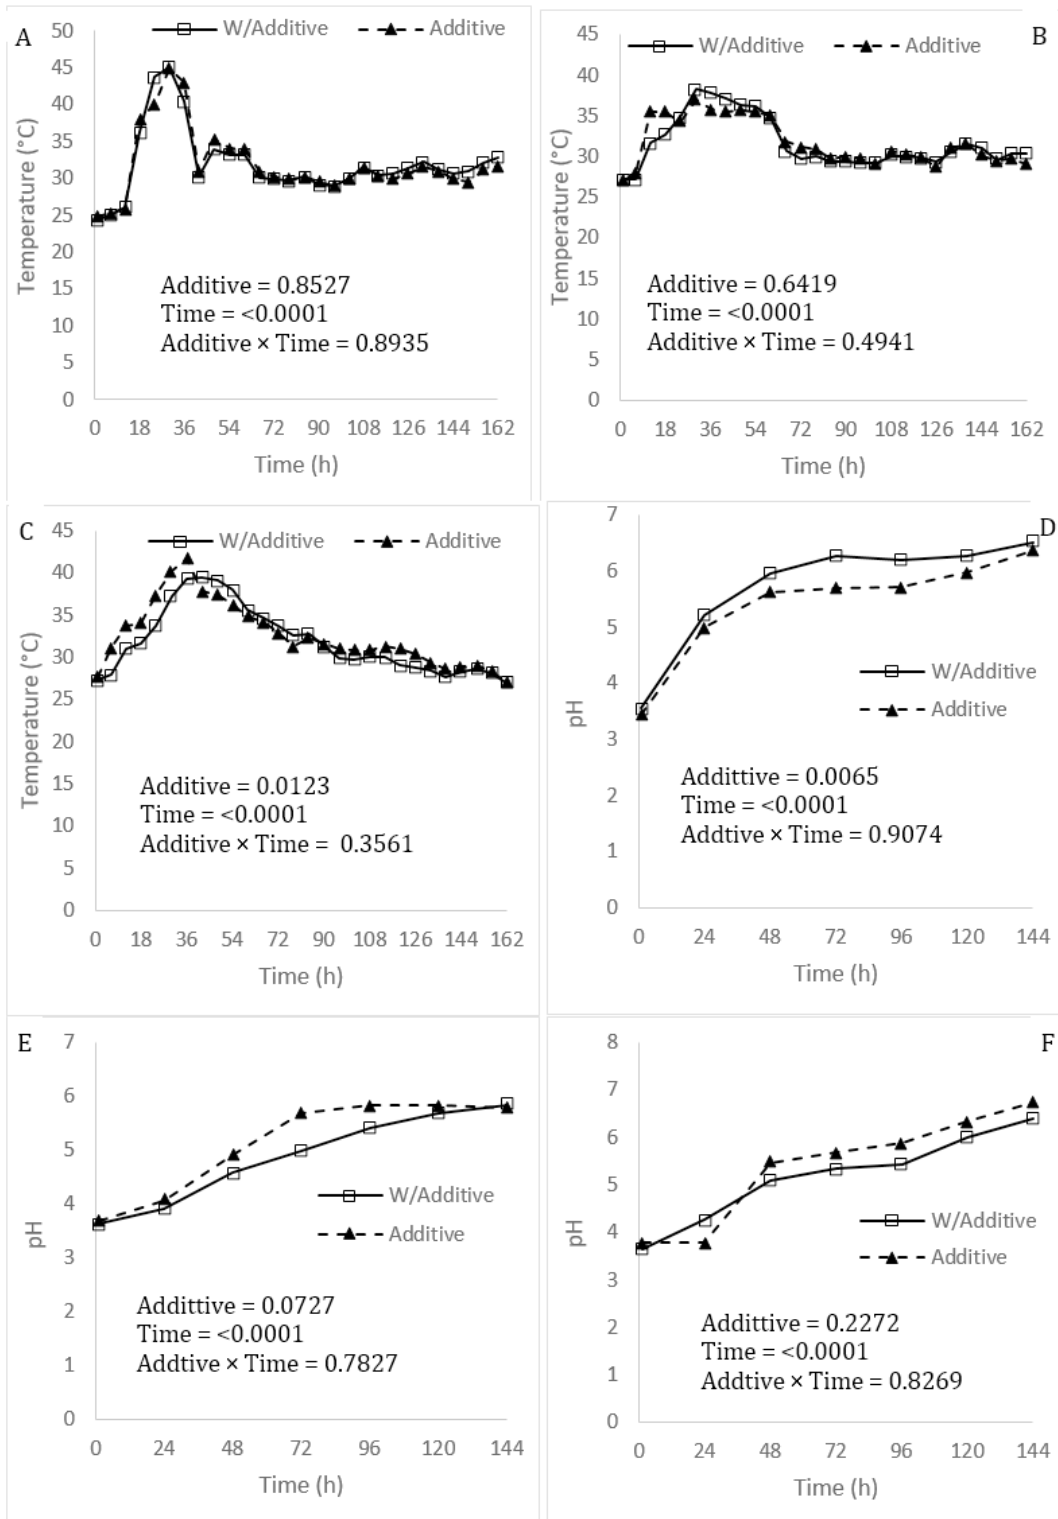 A
W/Additive
Additive
50
45
40
35
30
25
20
15
10
5
0
Temperature (°C)
Additive = 0.8527
Time = <0.0001
Additive × Time = 0.8935
0 18 36 54 72 90 108 126 144 162
Time (h)
B
W/Additive
Additive
45
40
35
30
25
20
15
10
5
0
Temperature (°C)
Additive = 0.6419
Time = <0.0001
Additive × Time = 0.4941
0 18 36 54 72 90 108 126 144 162
Time (h)
C
W/Additive
Additive
45
40
35
30
25
20
15
10
5
0
Temperature (°C)
Additive = 0.0123
Time = <0.0001
Additive × Time = 0.3561
0 18 36 54 72 90 108 126 144 162
Time (h)
D
7
6
5
4
3
2
1
0
pH
W/Additive
Additive
Addittive = 0.0065
Time = <0.0001
Addtive × Time = 0.9074
0 24 48 72 96 120 144
Time (h)
E
7
6
5
4
3
2
1
0
pH
W/Additive
Additive
Addittive = 0.0727
Time = <0.0001
Addtive × Time = 0.7827
0 24 48 72 96 120 144
Time (h)
F
8
7
6
5
4
3
2
1
0
pH
W/Additive
Additive
Addittive = 0.2272
Time = <0.0001
Addtive × Time = 0.8269
0 24 48 72 96 120 144
Time (h)